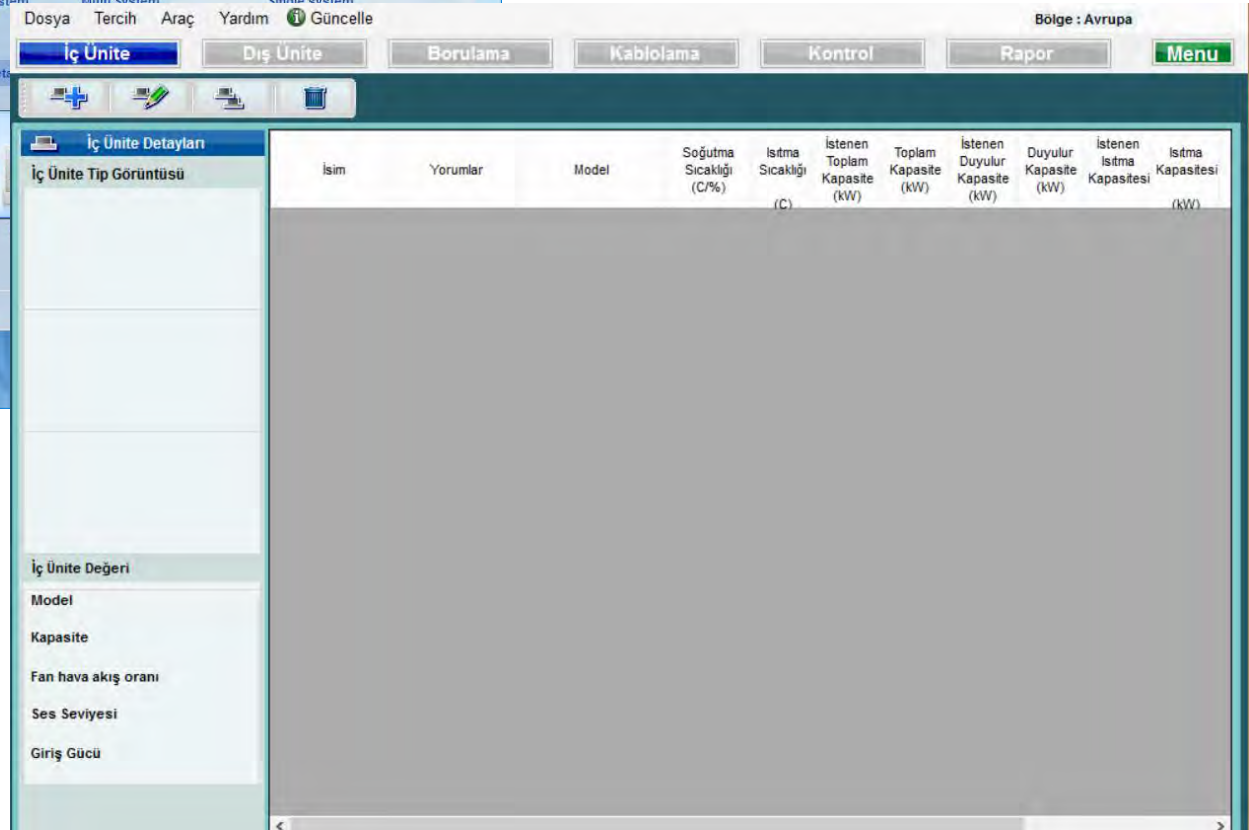 Dosya Tercih Araç Yardım Güncelle Bölge : Avrupa
İç Ünite Dış Ünite Borulama Kablolama Kontrol Rapor Menu
İç Ünite Detayları
İç Ünite Tip Görüntüsü
İsim
Yorumlar
Model
Soğutma
Sıcaklığı
(C/%)
Isıtma
Sıcaklığı
(C)
İstenen
Toplam
Kapasite
(kW)
Toplam
Kapasite
(kW)
İstenen
Duyulur
Kapasite
(kW)
Duyulur
Kapasite
(kW)
İstenen
Isıtma
Kapasitesi
Isıtma
Kapasitesi
(kW)
İç Ünite Değeri
Model
Kapasite
Fan hava akış oranı
Ses Seviyesi
Giriş Gücü